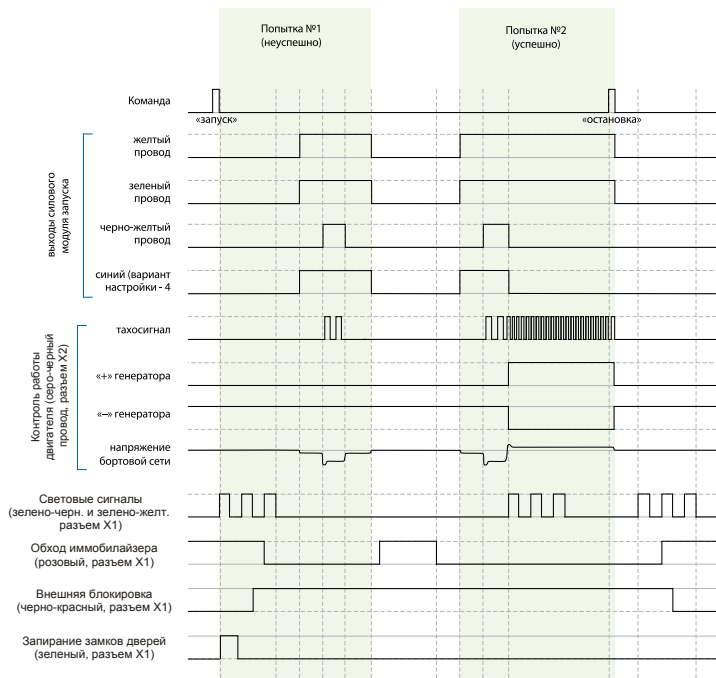 Попытка №1
(неуспешно)
Попытка №2
(успешно)
Команда
«запуск»
«остановка»
выходы силового
модуля запуска
желтый
провод
зеленый
провод
черно-желтый
провод
синий (вариант
настройки - 4
Контроль работы
двигателя (серо-черный
провод, разъем X2)
тахосигнал
«+» генератора
«–» генератора
напряжение
бортовой сети
Световые сигналы
(зелено-черн. и зелено-желт.
разъем X1)
Обход иммобилайзера
(розовый, разъем X1)
Внешняя блокировка
(черно-красный, разъем X1)
Запирание замков дверей
(зеленый, разъем X1)